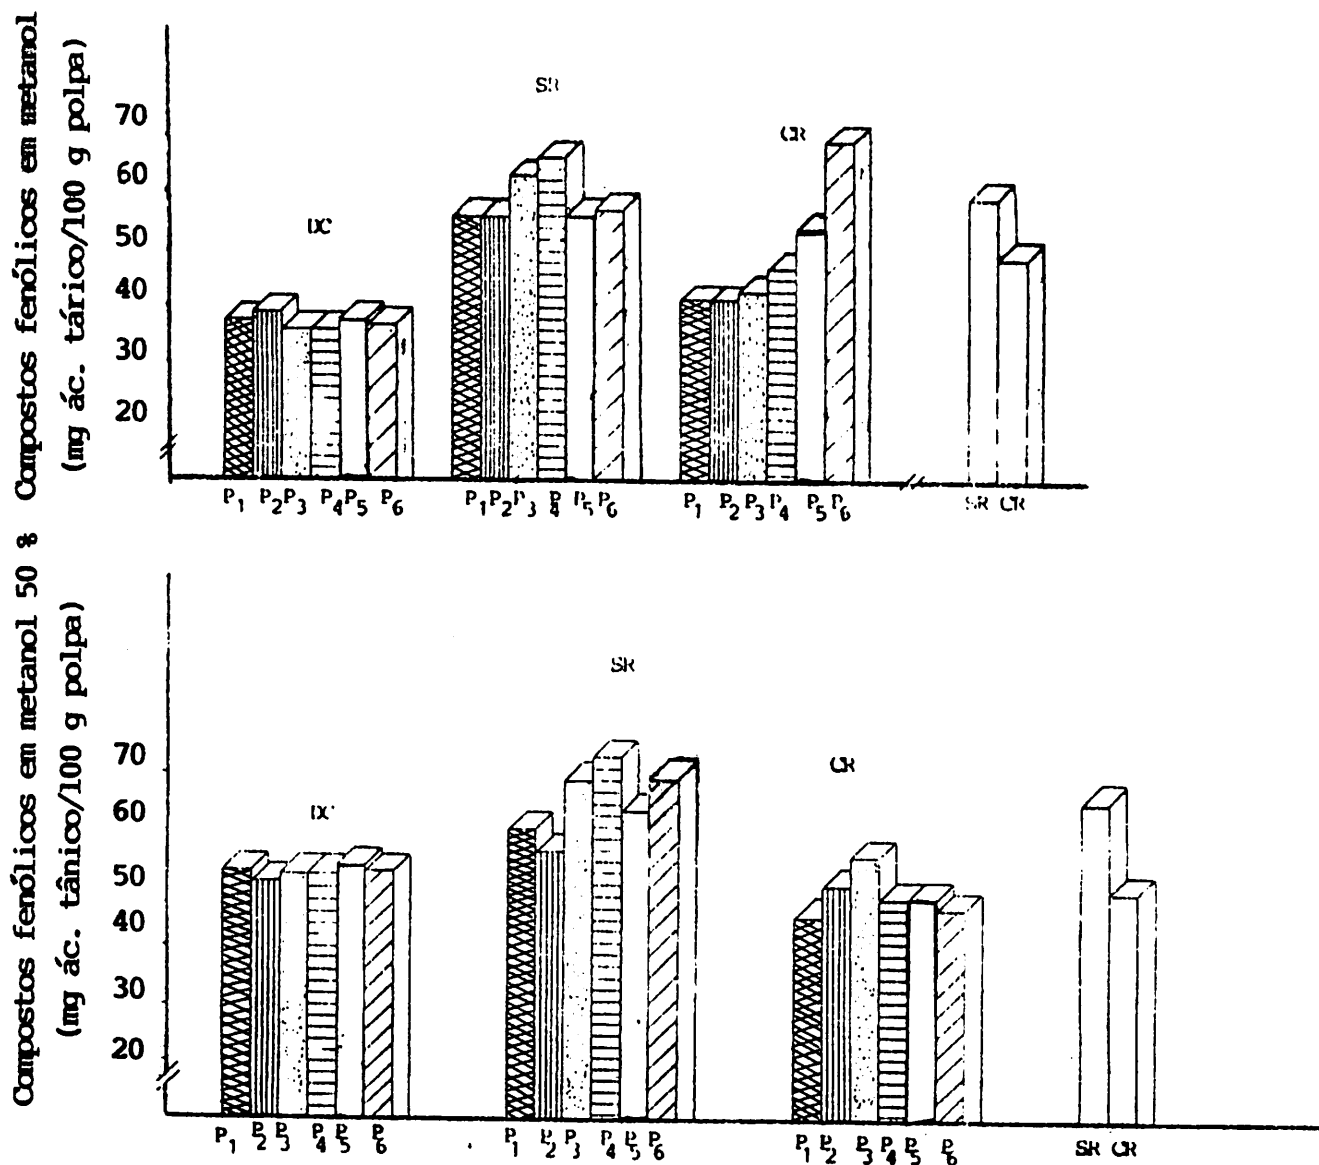 Compostos fenólicos em metanol
(mg ác. tárico/100 g polpa)
70
60
50
40
30
20
DC
SR
CR
P1 P2 P3 P4 P5 P6
P1 P2 P3 P4 P5 P6
P1 P2 P3 P4 P5 P6
SR CR
Compostos fenólicos em metanol 50 %
(mg ác. tânico/100 g polpa)
70
60
50
40
30
20
DC
SR
CR
P1 P2 P3 P4 P5 P6
P1 P2 P3 P4 P5 P6
P1 P2 P3 P4 P5 P6
SR CR